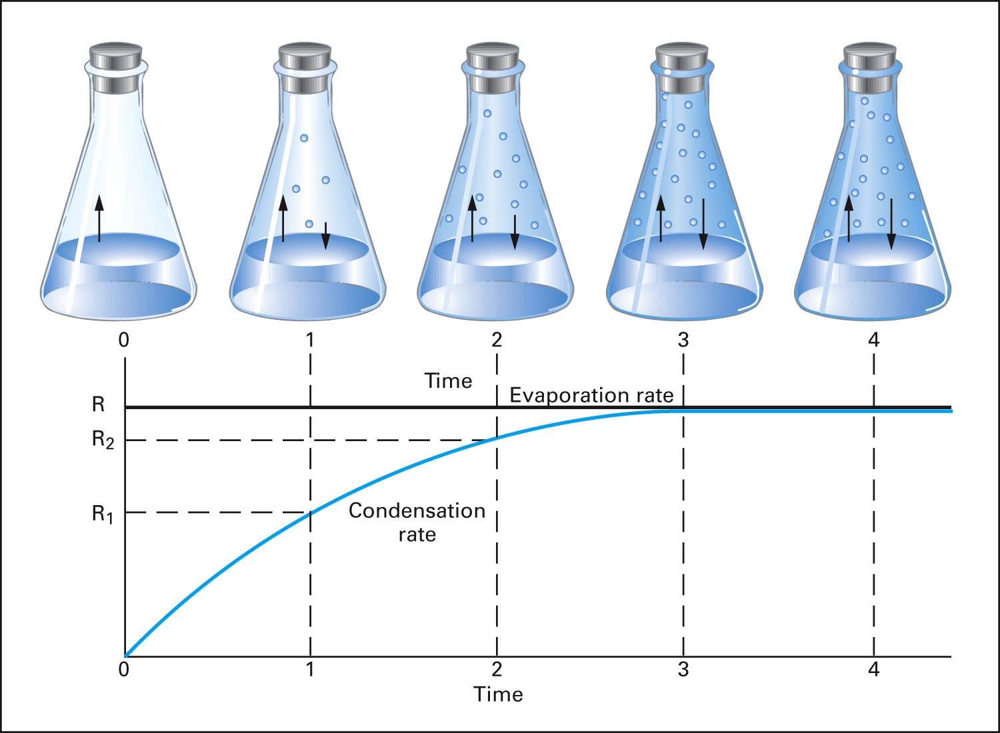 0 1 2 3 4
Time
Evaporation rate
R
R₂
R₁
Condensation
rate
0 1 2 3 4
Time